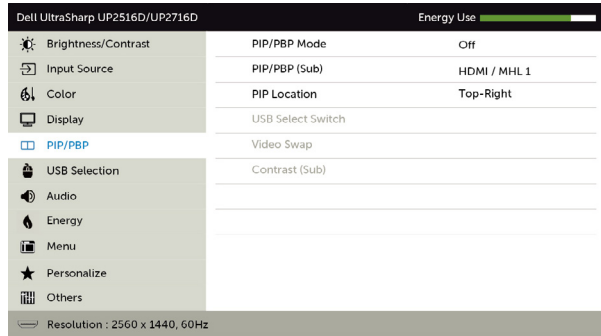 Dell UltraSharp UP2516D/UP2716D Energy Use
Brightness/Contrast PIP/PBP Mode Off
Input Source PIP/PBP (Sub) HDMI / MHL 1
Color PIP Location Top-Right
Display USB Select Switch
PIP/PBP Video Swap
USB Selection Contrast (Sub)
Audio
Energy
Menu
Personalize
Others
Resolution : 2560 x 1440, 60Hz